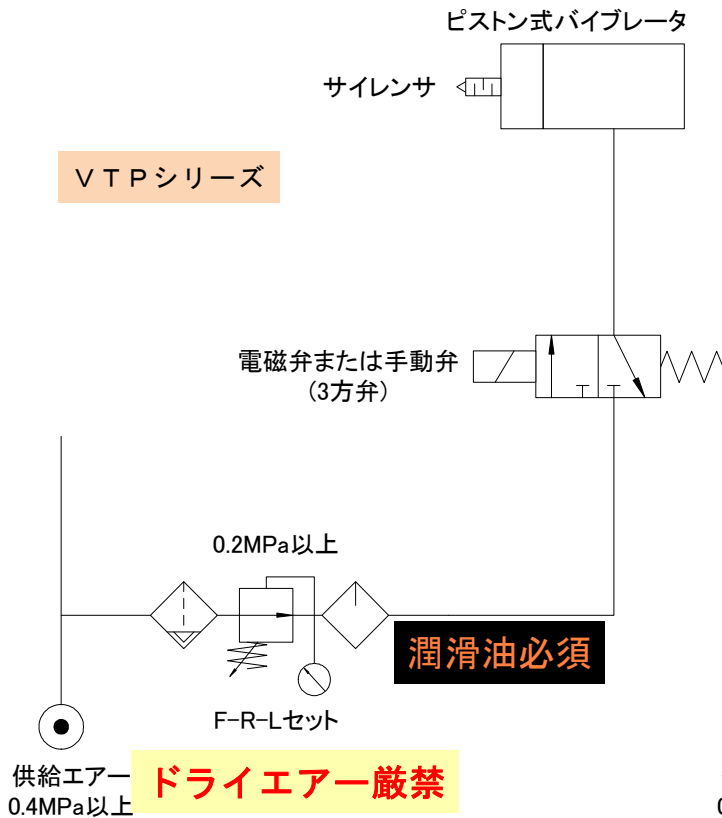 ピストン式バイブレータ
サイレンサ
VTPシリーズ
電磁弁または手動弁
(3方弁)
0.2MPa以上
潤滑油必須
F-R-Lセット
供給エアー
0.4MPa以上
ドライエアー厳禁
0